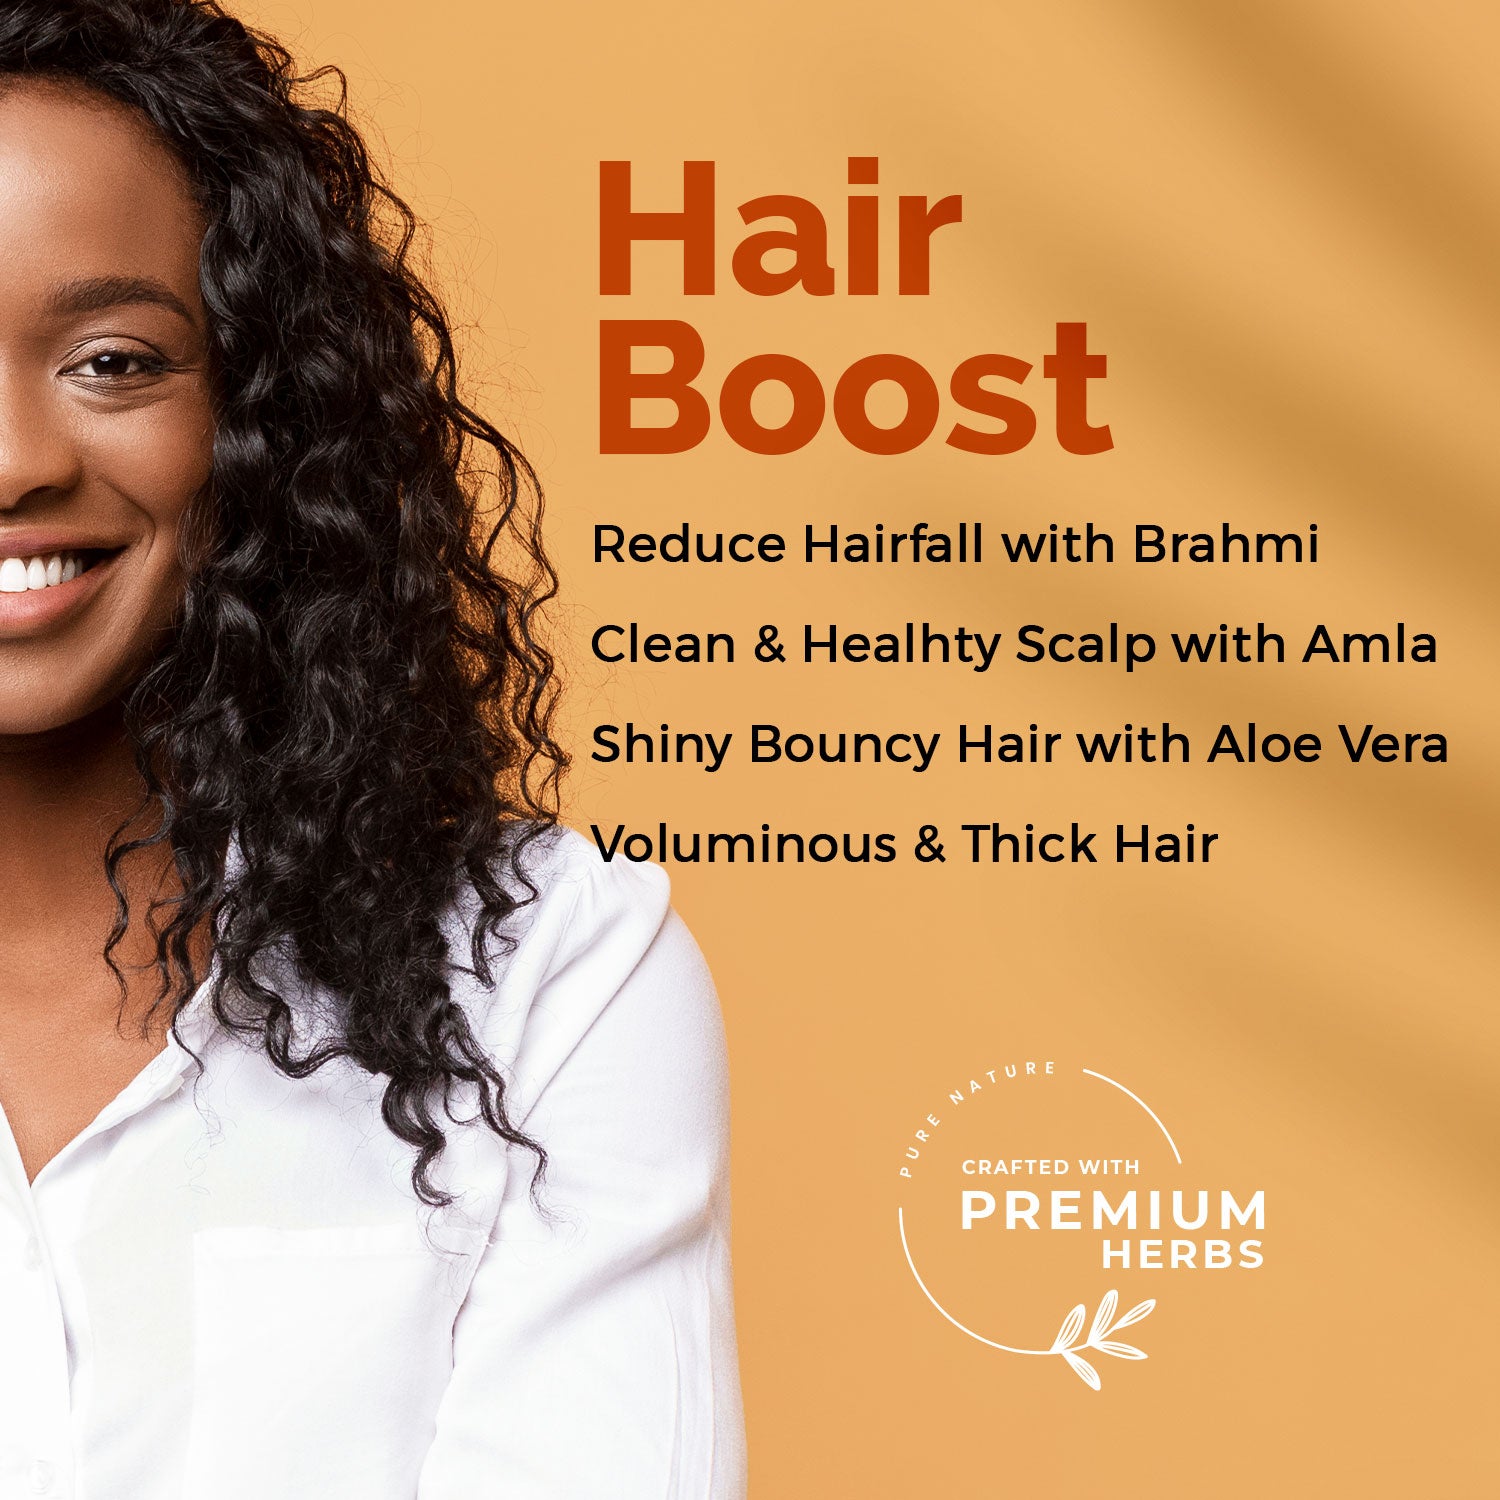 Hair
Boost
Reduce Hairfall with Brahmi
Clean & Healhty Scalp with Amla
Shiny Bouncy Hair with Aloe Vera
Voluminous & Thick Hair
PURE NATURE
CRAFTED WITH
PREMIUM
HERBS